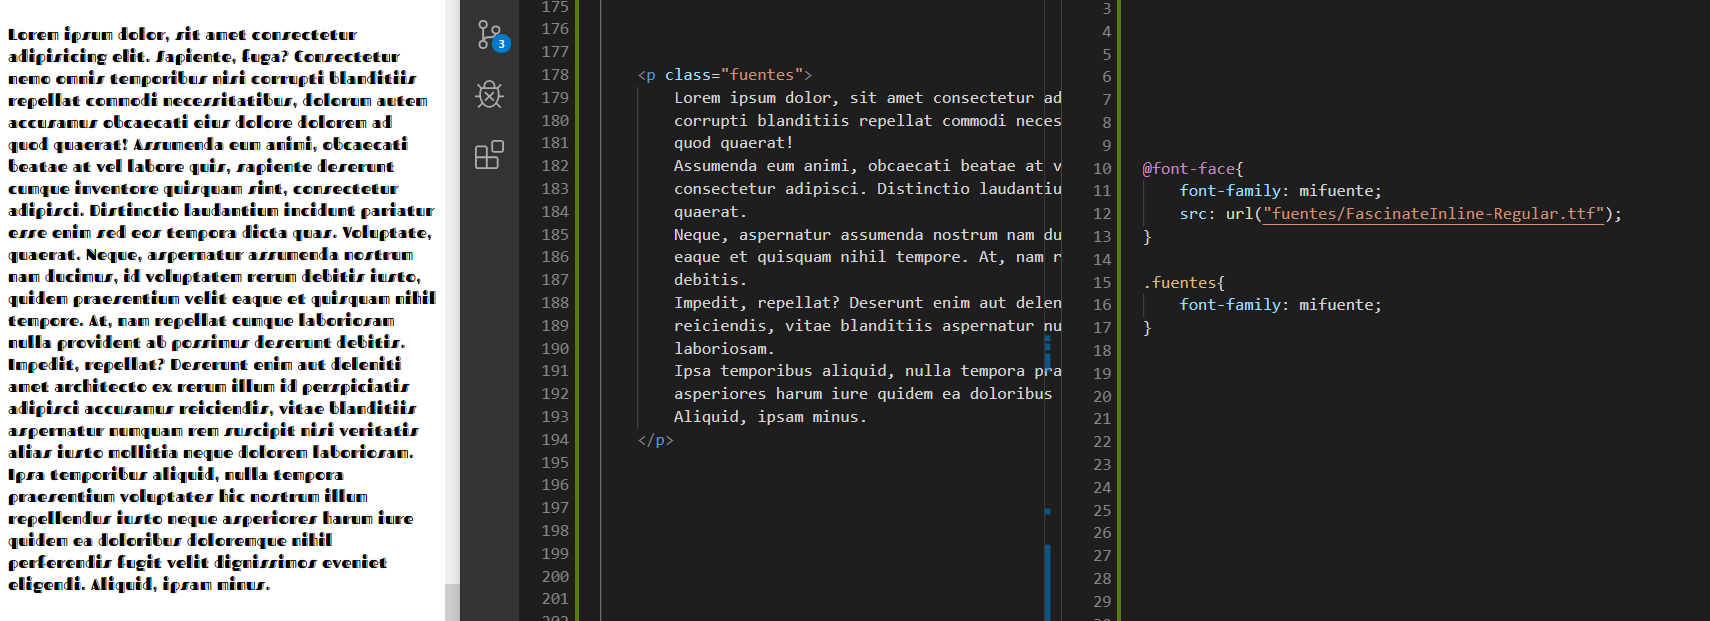 Lorem ipsum dolor, sit amet consectetur
adipisicing elit. Sapiente, fuga? Consectetur
nemo omnis temporibus nisi corrupti blanditiis
repellat commodi necessitatibus, dolorum autem
accusamus obcaecati eius dolore dolorem ad
quod quaerat! Assumenda eum animi, obcaecati
beatae at vel labore quis, sapiente deserunt
cumque inventore quisquam sint, consectetur
adipisci. Distinctio laudantium incidunt pariatur
esse enim sed eos tempora dicta quas. Voluptate,
quaerat. Neque, aspernatur assumenda nostrum
nam ducimus, id voluptatem rerum debitis iusto,
quidem praesentium velit eaque et quisquam nihil
tempore. At, nam repellat cumque laboriosam
nulla provident ab possimus deserunt debitis.
Impedit, repellat? Deserunt enim aut deleniti
amet architecto ex rerum illum id perspiciatis
adipisci accusamus reiciendis, vitae blanditiis
aspernatur numquam rem suscipit nisi veritatis
alias iusto mollitia neque dolorem laboriosam.
Ipsa temporibus aliquid, nulla tempora
praesentium voluptates hic nostrum illum
repellendus iusto neque asperiores harum iure
quidem ea doloribus doloremque nihil
perferendis fugit velit dignissimos eveniet
eligendi. Aliquid, ipsam minus.
3
175
176
177
178 <p class="fuentes">
179 Lorem ipsum dolor, sit amet consectetur ad
180 corrupti blanditiis repellat commodi neces
181 quod quaerat!
182 Assumenda eum animi, obcaecati beatae at v
183 consectetur adipisci. Distinctio laudantiu
184 quaerat.
185 Neque, aspernatur assumenda nostrum nam du
186 eaque et quisquam nihil tempore. At, nam r
187 debitis.
188 Impedit, repellat? Deserunt enim aut delen
189 reiciendis, vitae blanditiis aspernatur nu
190 laboriosam.
191 Ipsa temporibus aliquid, nulla tempora pra
192 asperiores harum iure quidem ea doloribus
193 Aliquid, ipsam minus.
194 </p>
195
196
197
198
199
200
201
202
3
4
5
6
7
8
9
10 @font-face{
11 font-family: mifuente;
12 src: url("fuentes/FascinateInline-Regular.ttf");
13 }
14
15 .fuentes{
16 font-family: mifuente;
17 }
18
19
20
21
22
23
24
25
26
27
28
29